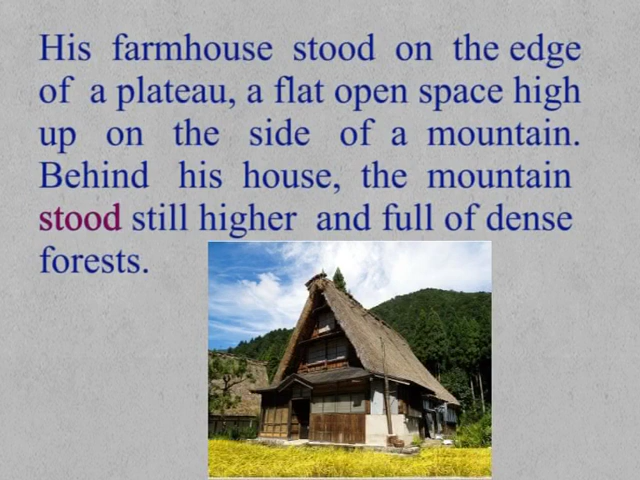 His farmhouse stood on the edge
of a plateau, a flat open space high
up on the side of a mountain.
Behind his house, the mountain
stood still higher and full of dense
forests.